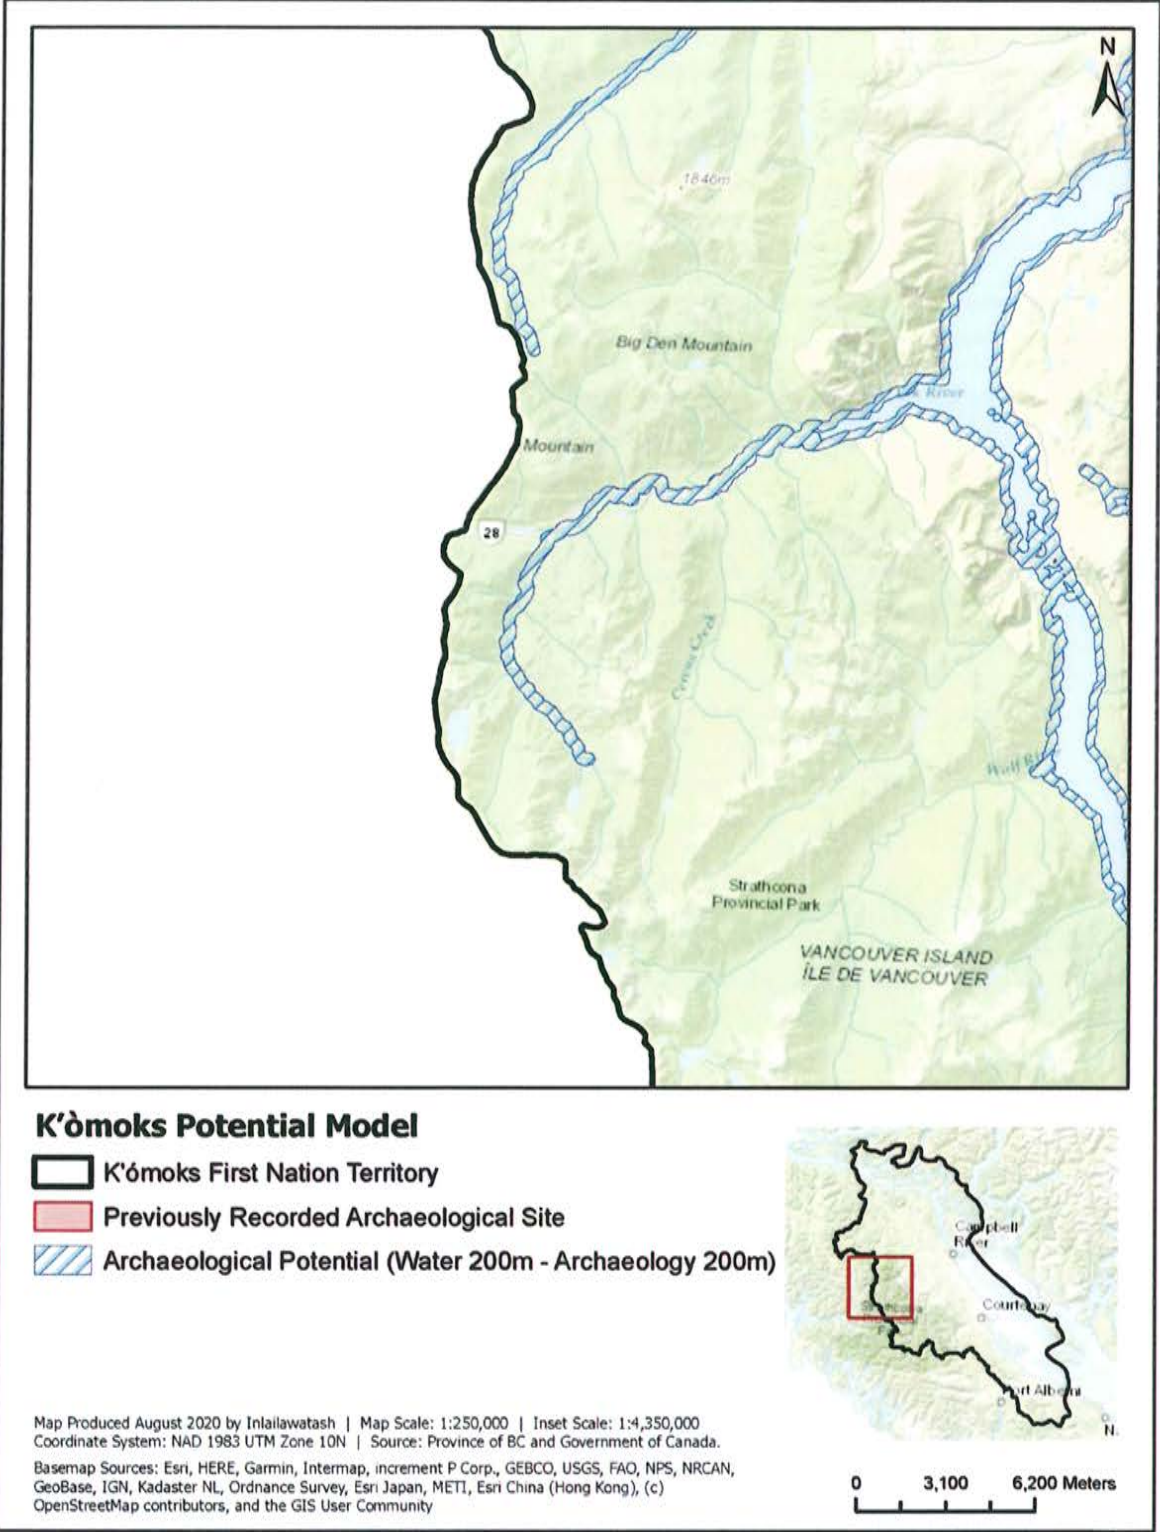 N
1846m
Big Den Mountain
River
Mountain
28
Strathcona
Provincial Park
VANCOUVER ISLAND
ÎLE DE VANCOUVER
K'òmoks Potential Model
K'ómoks First Nation Territory
Previously Recorded Archaeological Site
Archaeological Potential (Water 200m - Archaeology 200m)
Campbell
River
Courtenay
Port Alberni
N.
Map Produced August 2020 by Inlailawatash | Map Scale: 1:250,000 | Inset Scale: 1:4,350,000
Coordinate System: NAD 1983 UTM Zone 10N | Source: Province of BC and Government of Canada.
Basemap Sources: Esri, HERE, Garmin, Intermap, increment P Corp., GEBCO, USGS, FAO, NPS, NRCAN,
GeoBase, IGN, Kadaster NL, Ordnance Survey, Esri Japan, METI, Esri China (Hong Kong), (c)
OpenStreetMap contributors, and the GIS User Community
0 3,100 6,200 Meters